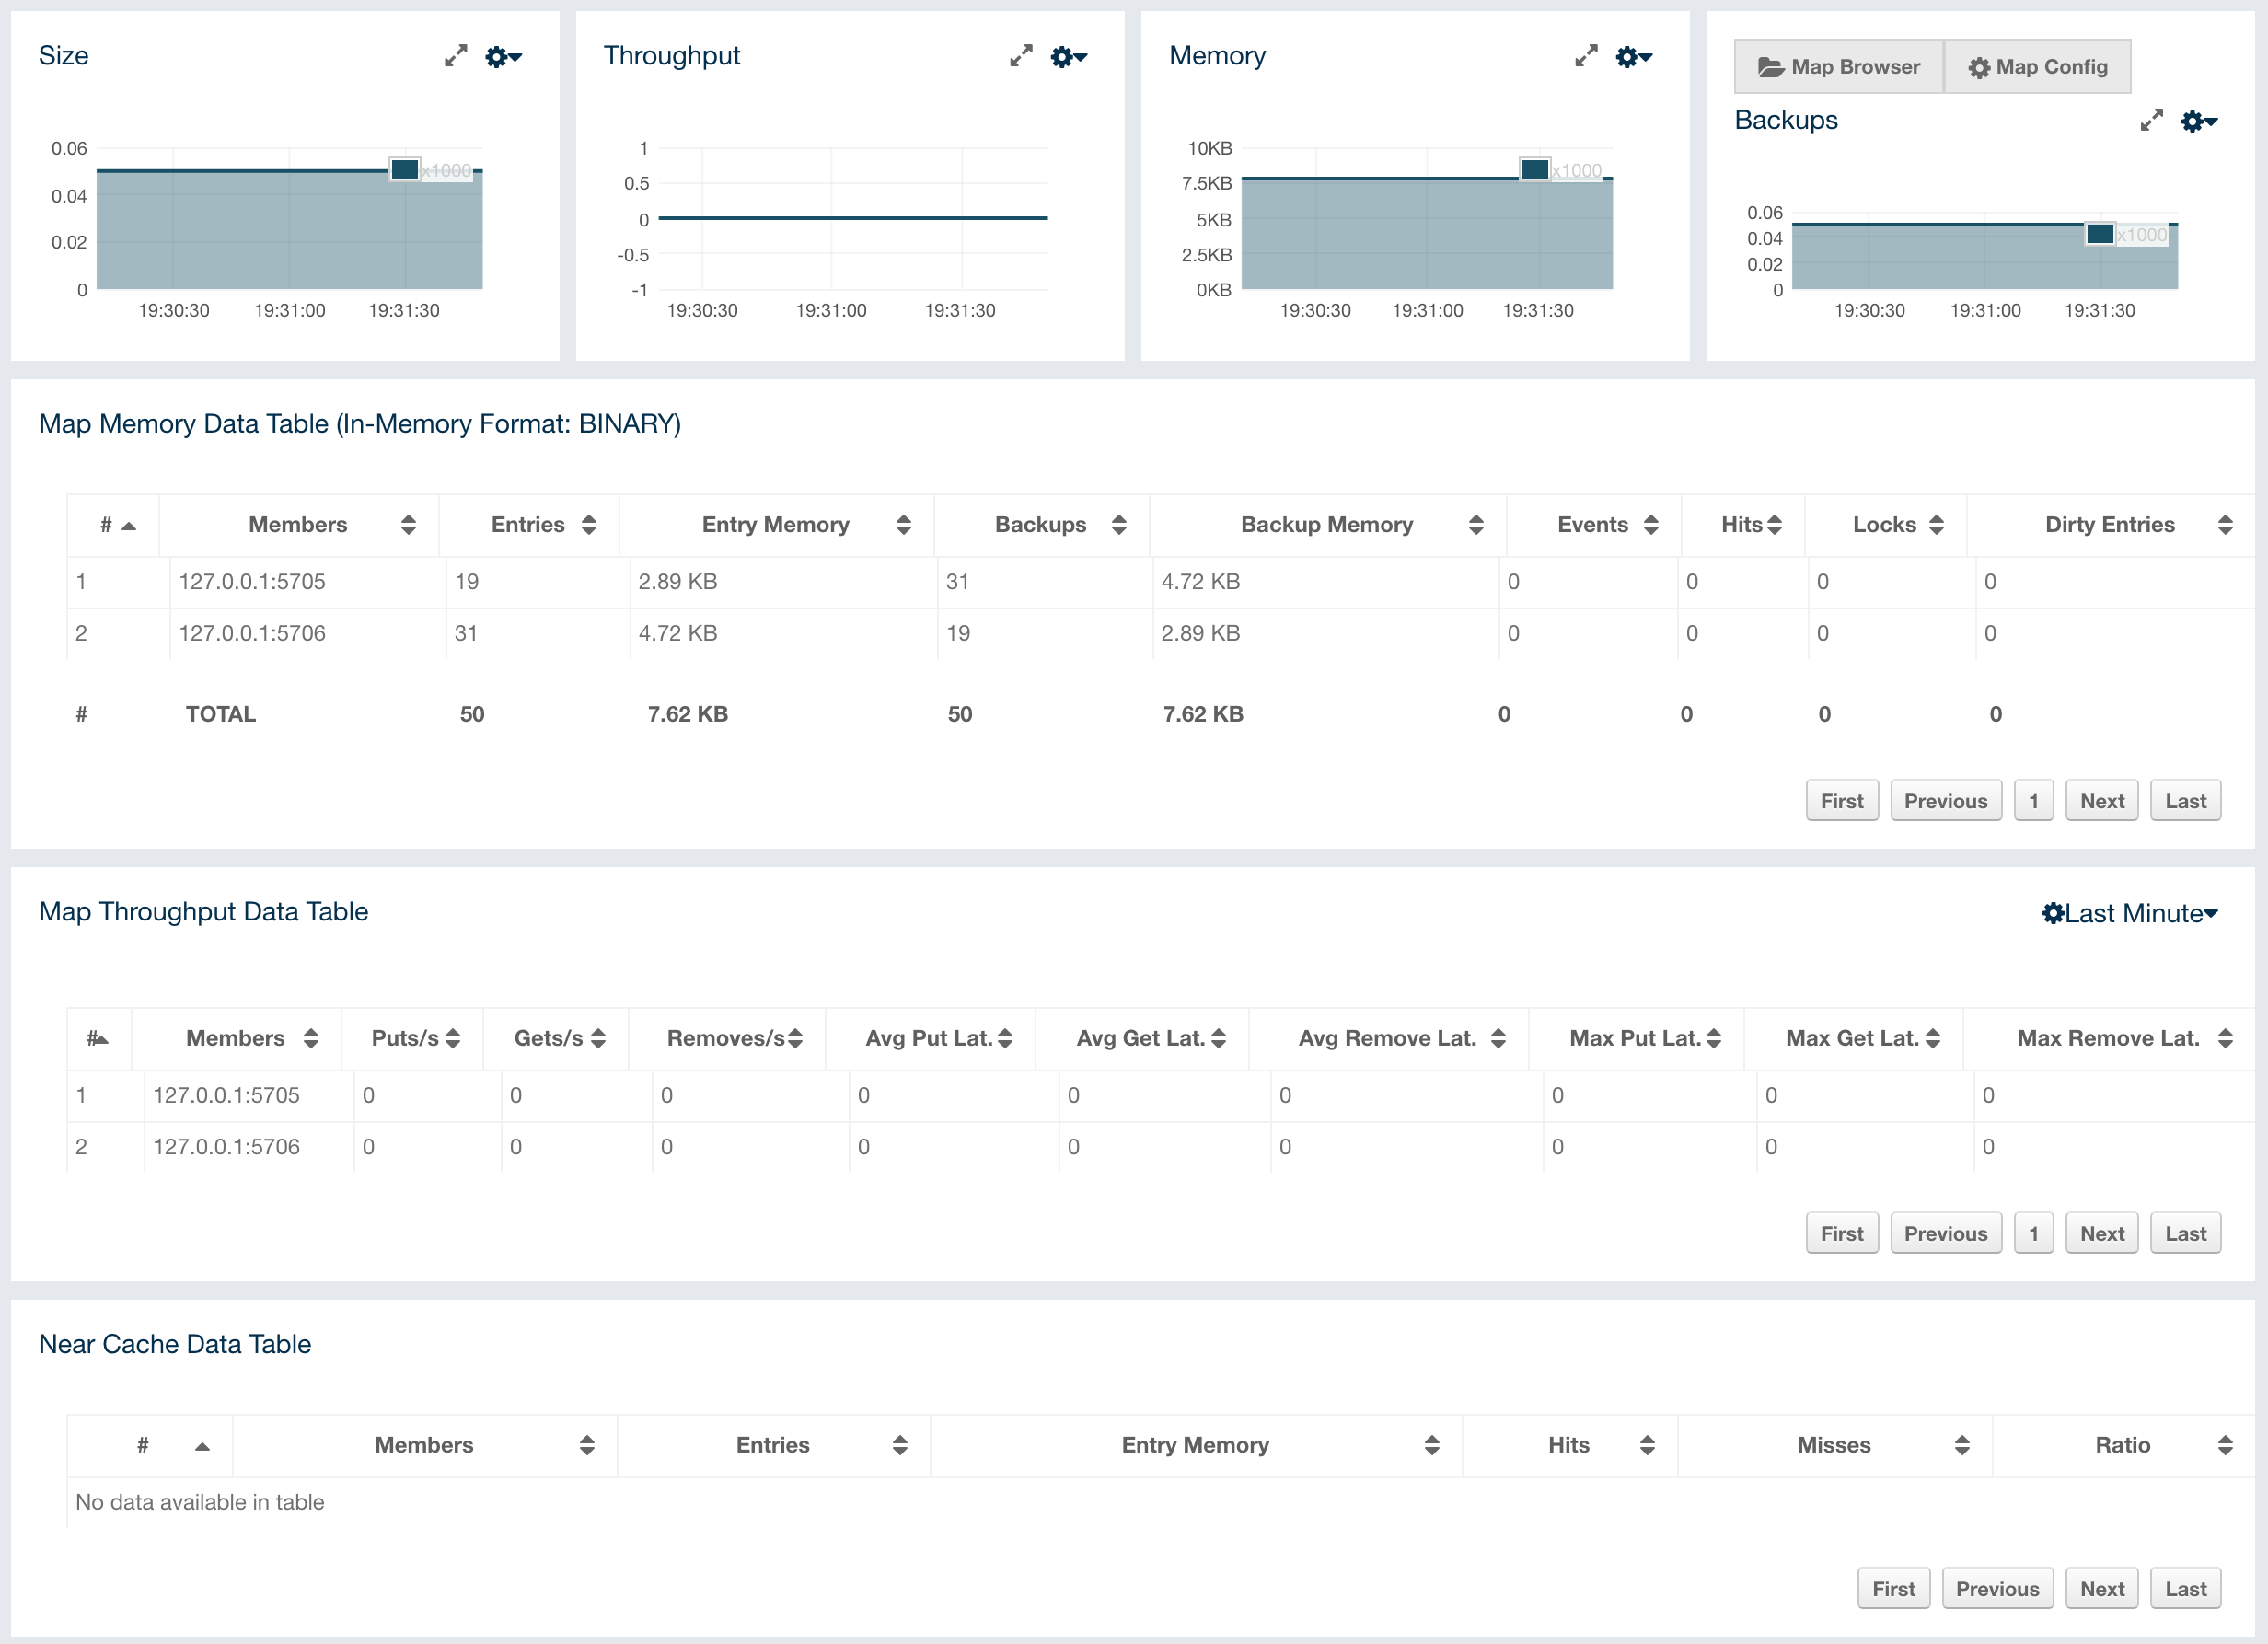 Size
0.06
0.04
0.02
0
x1000
19:30:30 19:31:00 19:31:30
Throughput
1
0.5
0
-0.5
-1
19:30:30 19:31:00 19:31:30
Memory
10KB
7.5KB
5KB
2.5KB
0KB
x1000
19:30:30 19:31:00 19:31:30
Map Browser Map Config
Backups
0.06
0.04
0.02
0
x1000
19:30:30 19:31:00 19:31:30
Map Memory Data Table (In-Memory Format: BINARY)
# Members Entries Entry Memory Backups Backup Memory Events Hits Locks Dirty Entries
1 127.0.0.1:5705 19 2.89 KB 31 4.72 KB 0 0 0 0
2 127.0.0.1:5706 31 4.72 KB 19 2.89 KB 0 0 0 0
# TOTAL 50 7.62 KB 50 7.62 KB 0 0 0 0
First Previous 1 Next Last
Map Throughput Data Table Last Minute
# Members Puts/s Gets/s Removes/s Avg Put Lat. Avg Get Lat. Avg Remove Lat. Max Put Lat. Max Get Lat. Max Remove Lat.
1 127.0.0.1:5705 0 0 0 0 0 0 0 0 0
2 127.0.0.1:5706 0 0 0 0 0 0 0 0 0
First Previous 1 Next Last
Near Cache Data Table
# Members Entries Entry Memory Hits Misses Ratio
No data available in table
First Previous Next Last